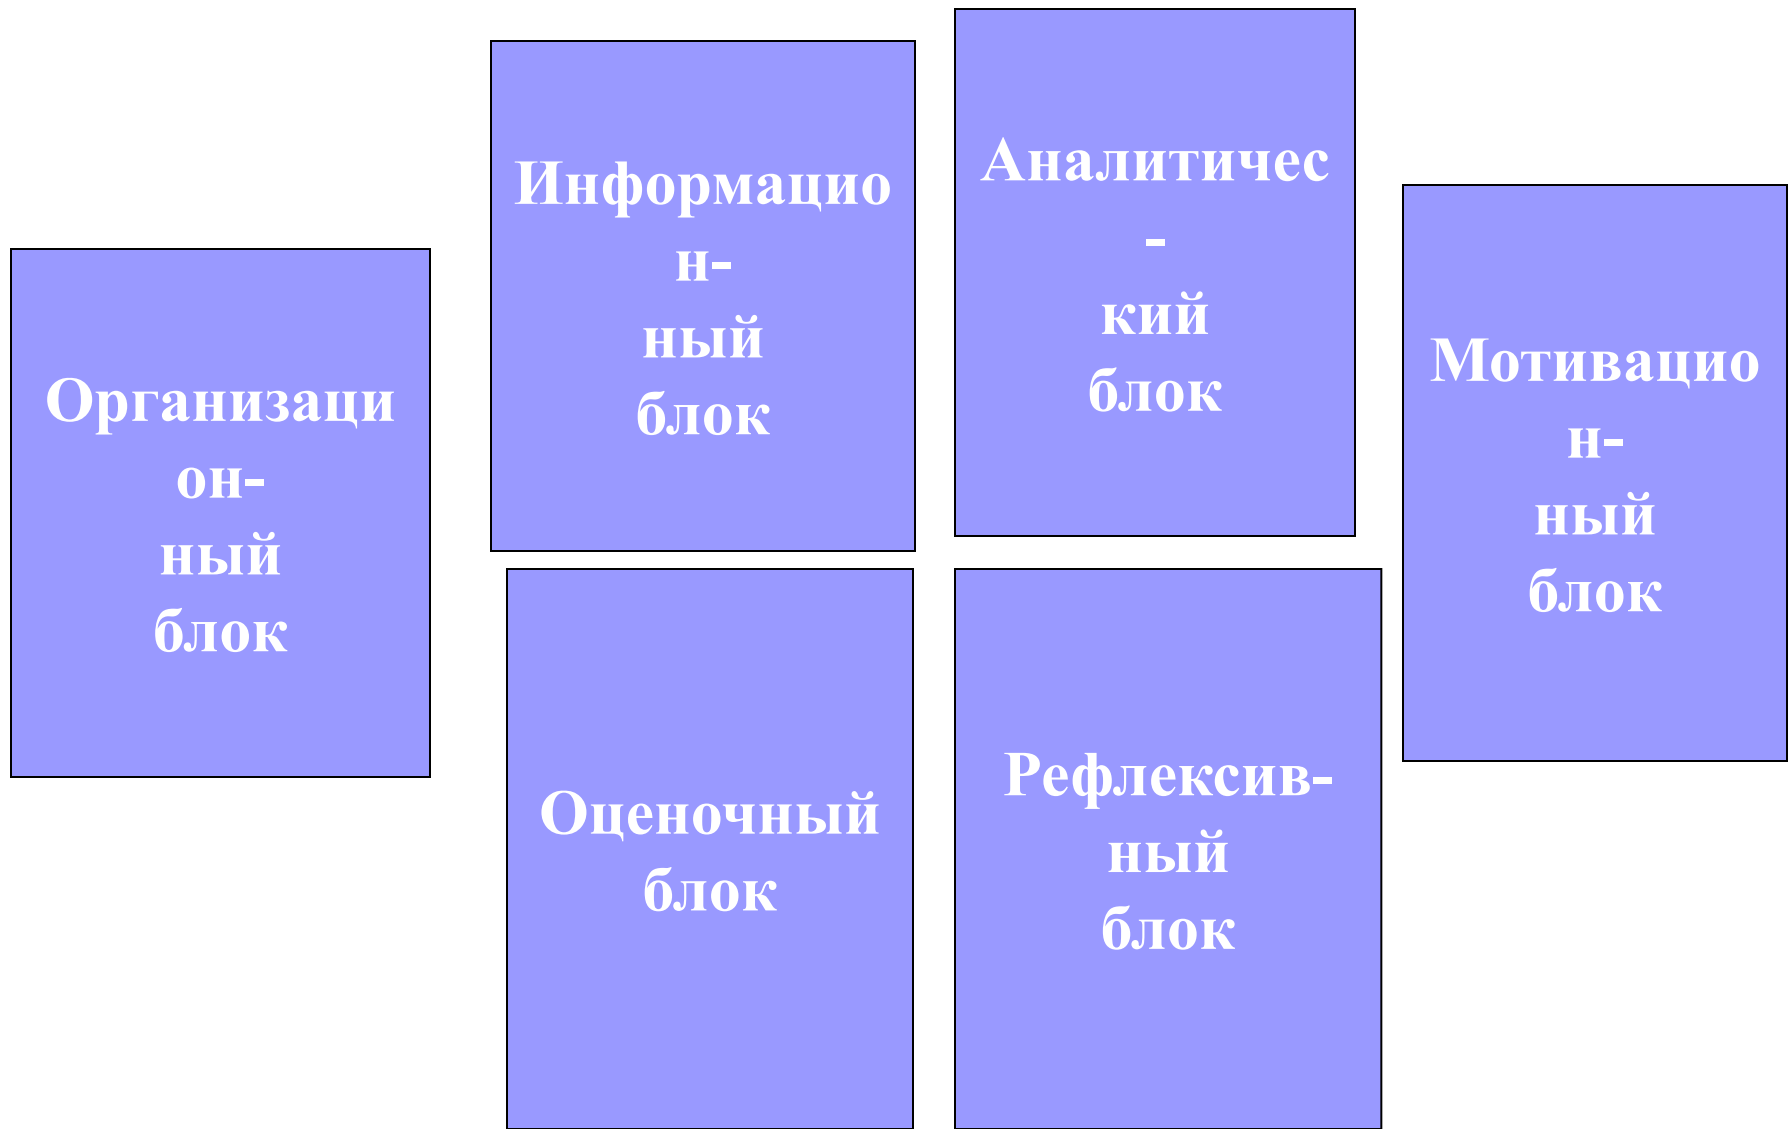 Организаци
он-
ный
блок
Информацио
н-
ный
блок
Аналитичес
-
кий
блок
Мотивацио
н-
ный
блок
Оценочный
блок
Рефлексив-
ный
блок